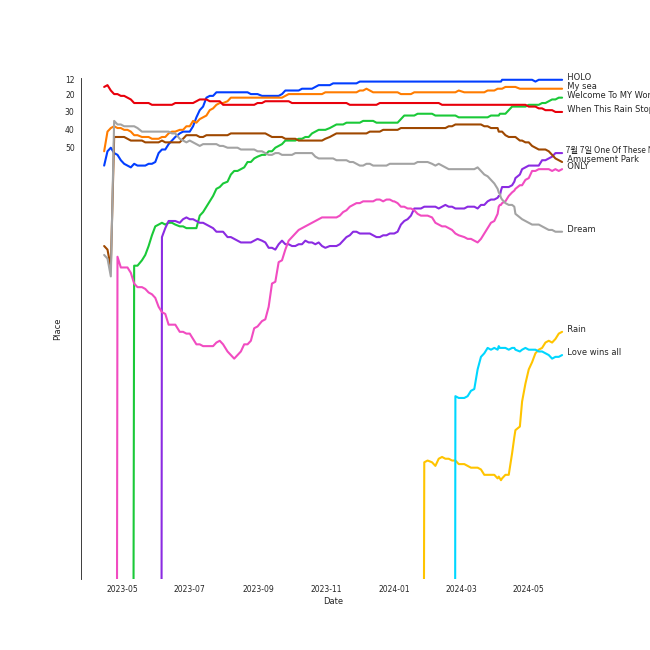 12
20
30
40
50
HOLO
My sea
Welcome To MY Wor
When This Rain Stop
7월 7일 One Of These N
Amusement Park
ONLY
Dream
Rain
Love wins all
Place
2023-05 2023-07 2023-09 2023-11 2024-01 2024-03 2024-05
Date